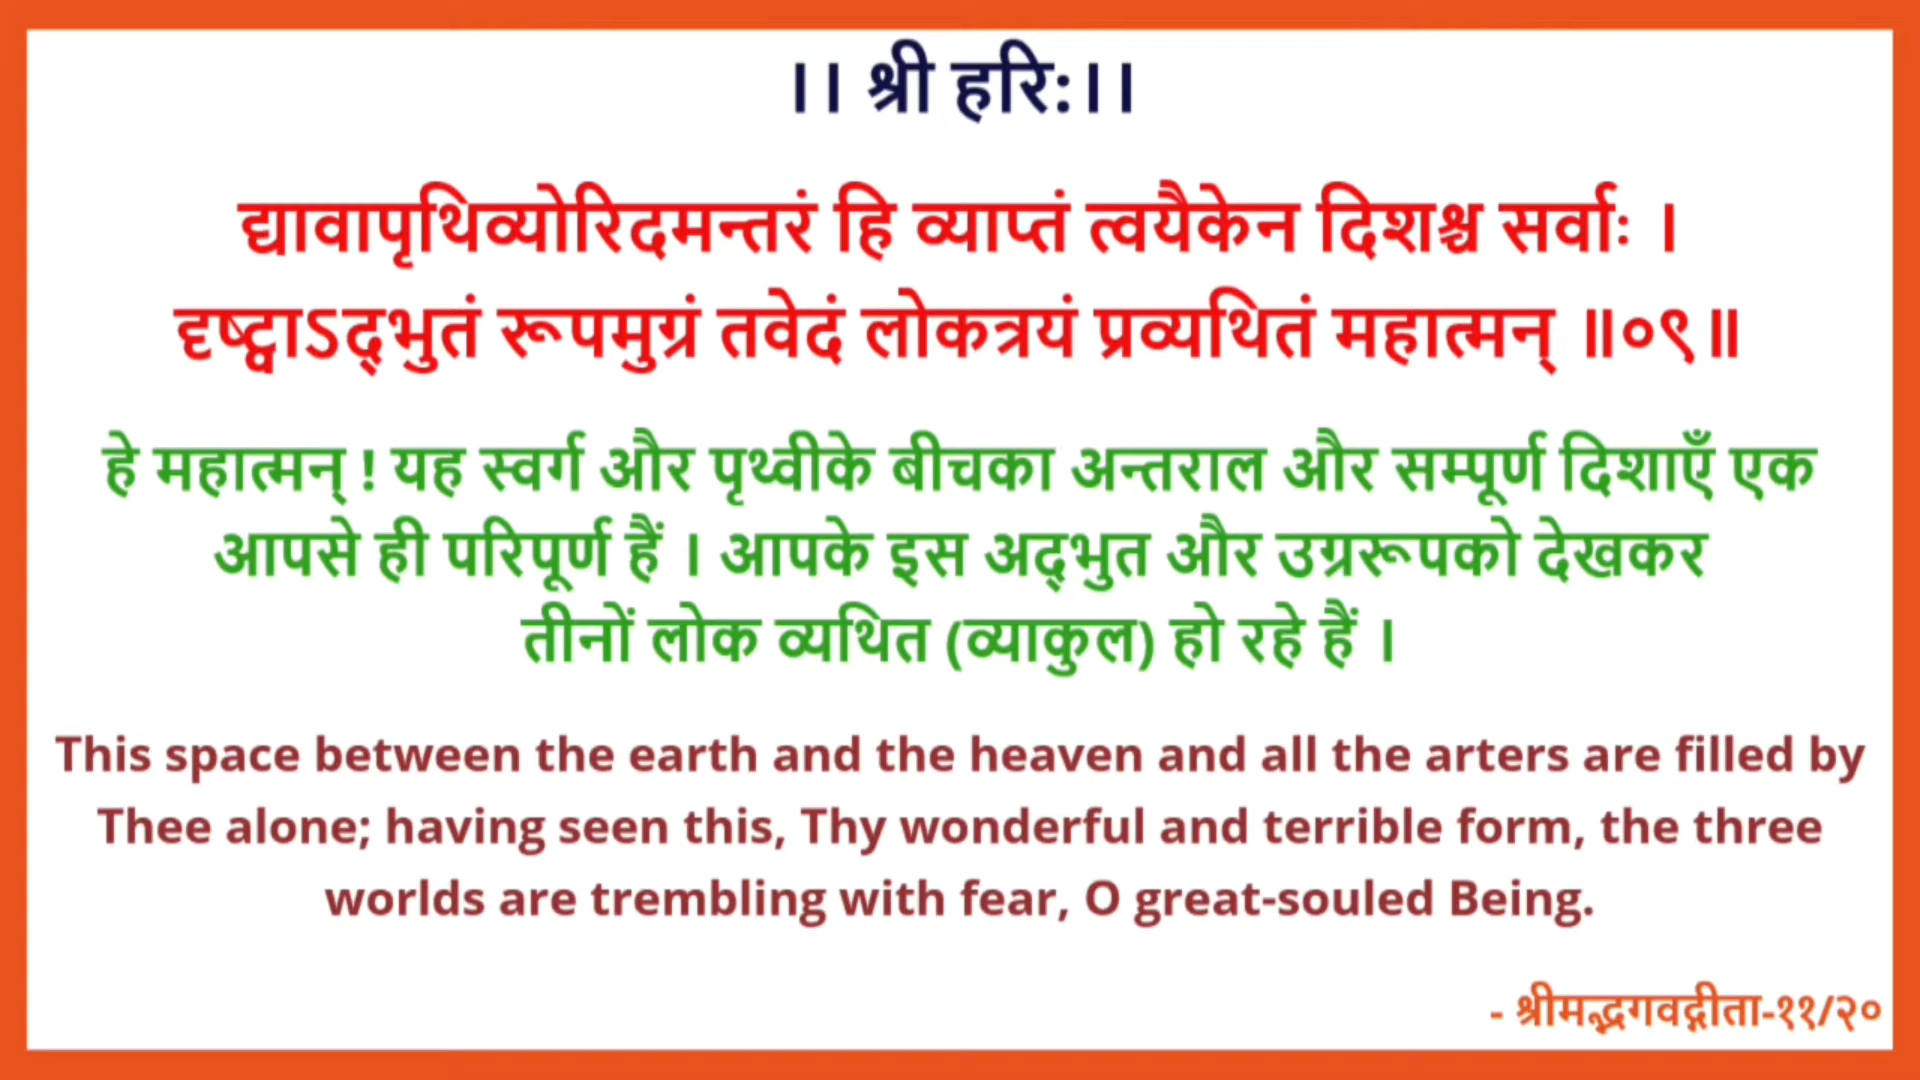 ।। श्री हरि:।।
द्यावापृथिव्योरिदमन्तरं हि व्याप्तं त्वयैकेन दिशश्च सर्वाः ।
दृष्ट्वाऽद्भुतं रूपमुग्रं तवेदं लोकत्रयं प्रव्यथितं महात्मन् ॥०९॥
हे महात्मन् ! यह स्वर्ग और पृथ्वीके बीचका अन्तराल और सम्पूर्ण दिशाएँ एक
आपसे ही परिपूर्ण हैं । आपके इस अद्भुत और उग्ररूपको देखकर
तीनों लोक व्यथित (व्याकुल) हो रहे हैं ।
This space between the earth and the heaven and all the arters are filled by
Thee alone; having seen this, Thy wonderful and terrible form, the three
worlds are trembling with fear, O great-souled Being.
- श्रीमद्भगवद्गीता-११/२०